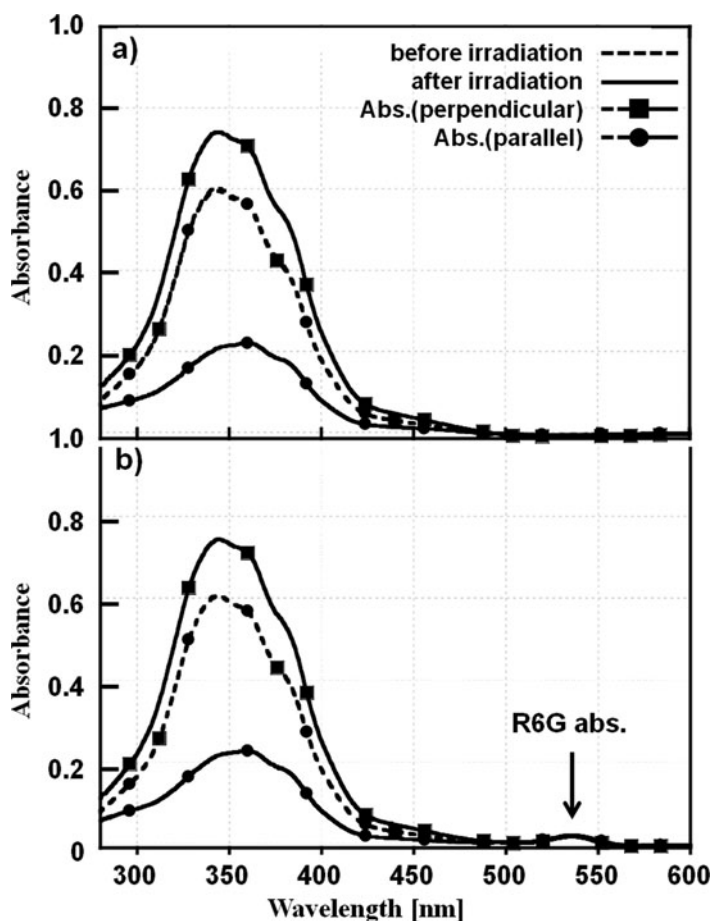 1.0
a)
before irradiation
after irradiation
Abs.(perpendicular)
Abs.(parallel)
0.8
0.6
0.4
0.2
Absorbance
1.0
b)
0.8
0.6
0.4
0.2
0
Absorbance
R6G abs.
300 350 400 450 500 550 600
Wavelength [nm]